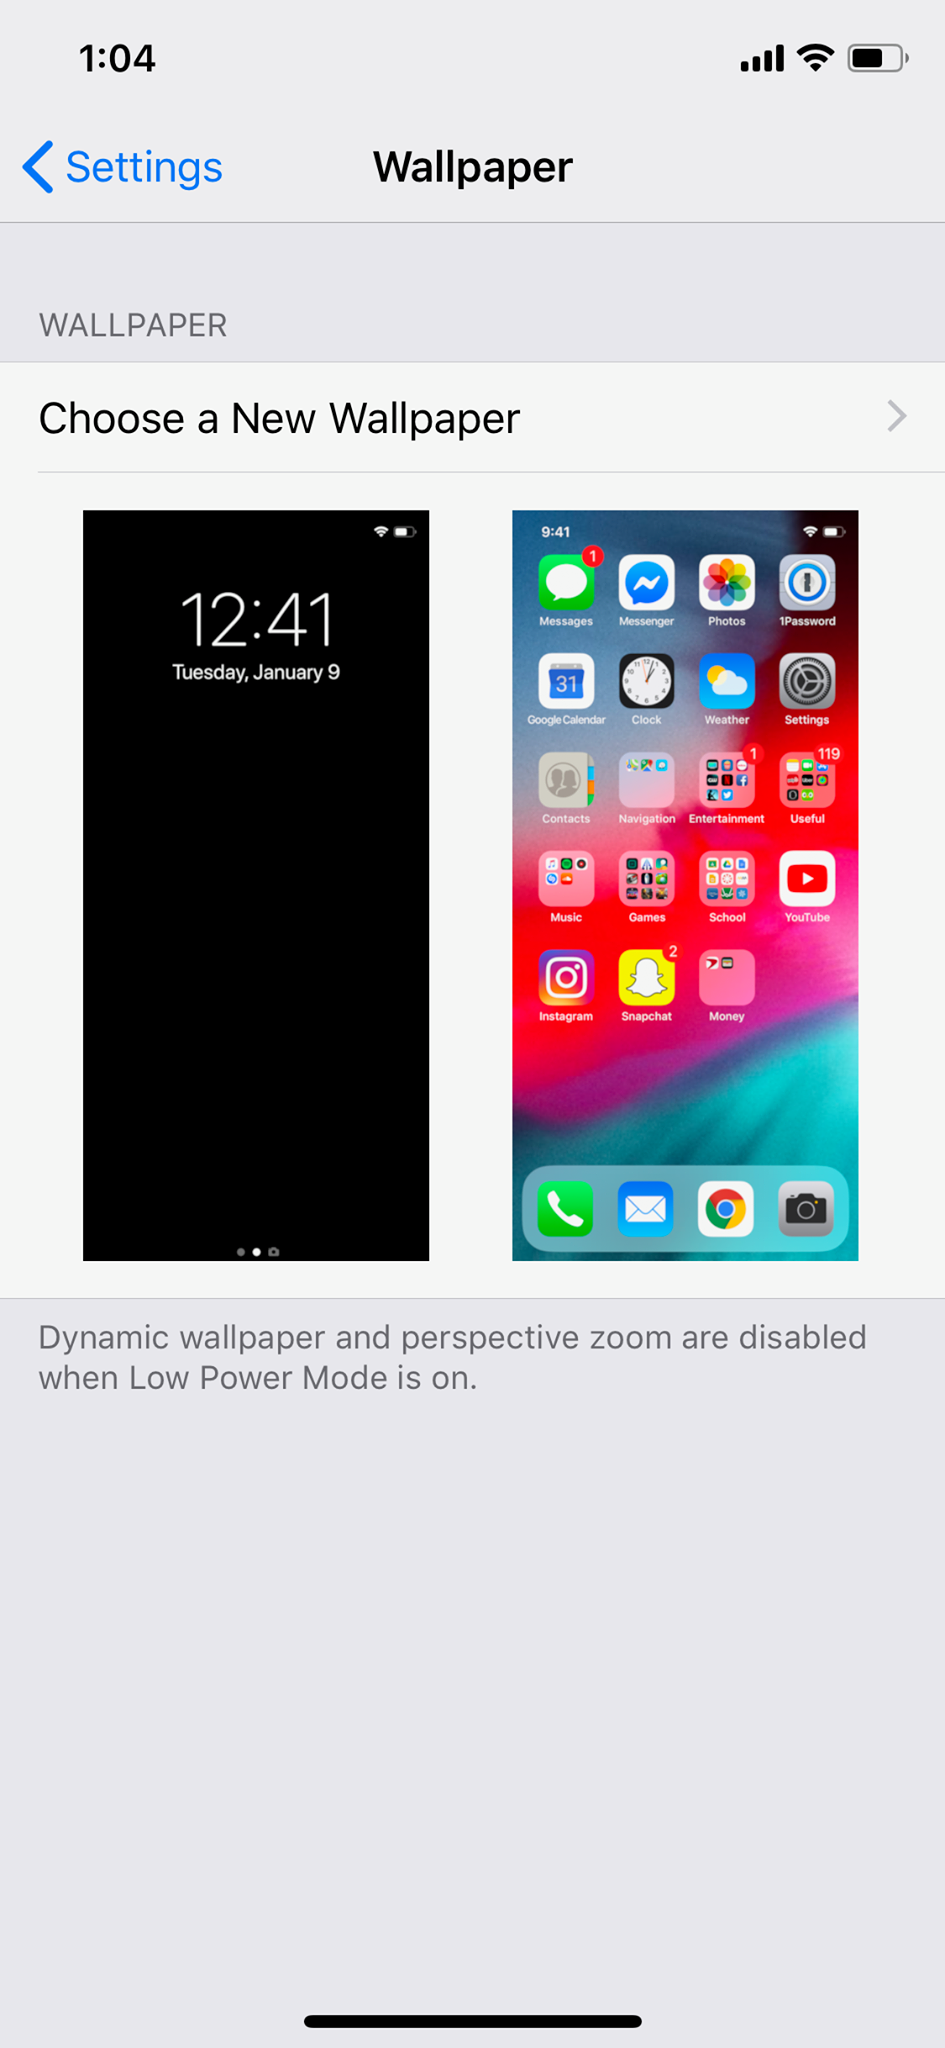 1:04
Settings
Wallpaper
WALLPAPER
Choose a New Wallpaper
12:41
Tuesday, January 9
9:41
1
Messages Messenger Photos 1Password
31
Google Calendar Clock Weather Settings
1 119
Contacts Navigation Entertainment Useful
Music Games School YouTube
2
Instagram Snapchat Money
Dynamic wallpaper and perspective zoom are disabled
when Low Power Mode is on.